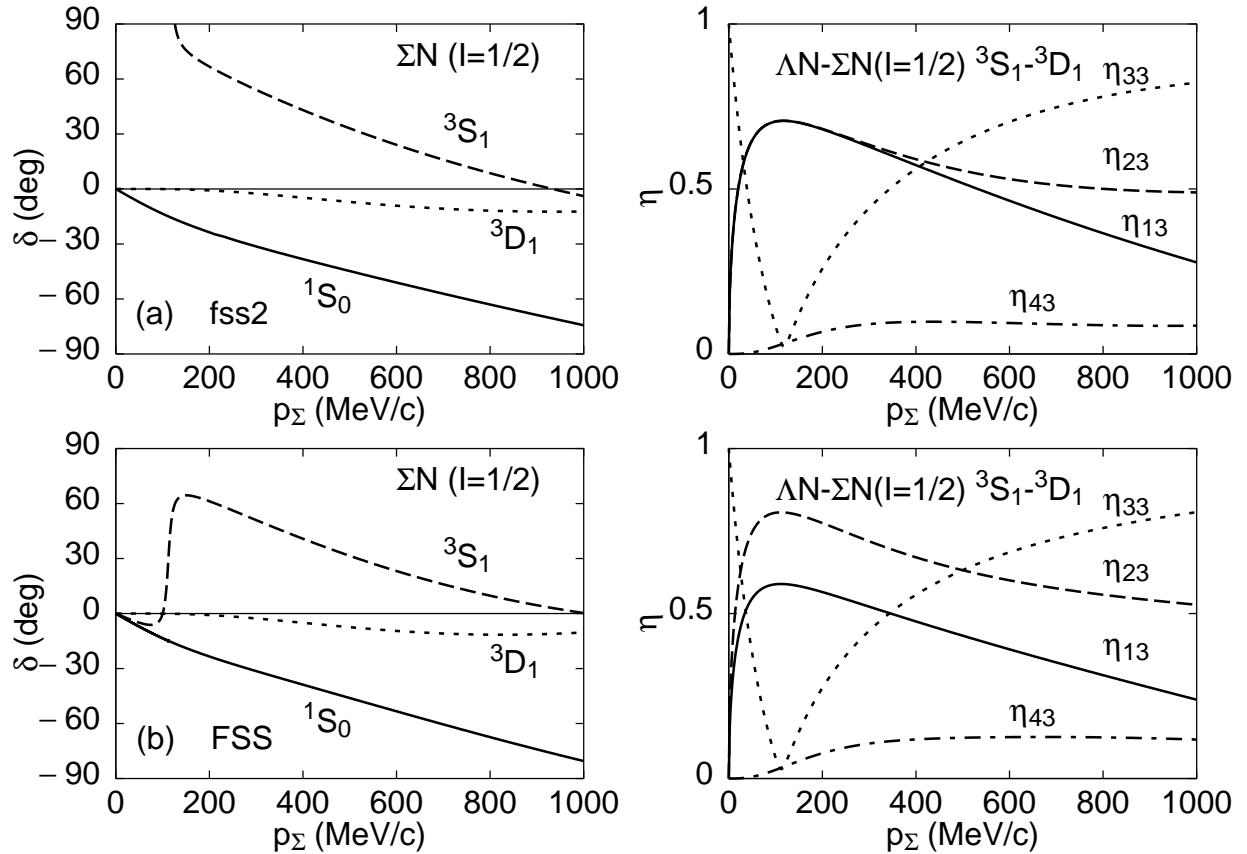 90
60
30
0
– 30
– 60
– 90
δ̲ (deg)
ΣN (I=1/2)
³S₁
³D₁
¹S₀
(a) fss2
0 200 400 600 800 1000
p_Σ (MeV/c)
1
0.5
0
η
ΛN-ΣN(I=1/2) ³S₁-³D₁
η₃₃
η₂₃
η₁₃
η₄₃
0 200 400 600 800 1000
p_Σ (MeV/c)
90
60
30
0
– 30
– 60
– 90
δ̲ (deg)
ΣN (I=1/2)
³S₁
³D₁
¹S₀
(b) FSS
0 200 400 600 800 1000
p_Σ (MeV/c)
1
0.5
0
η
ΛN-ΣN(I=1/2) ³S₁-³D₁
η₃₃
η₂₃
η₁₃
η₄₃
0 200 400 600 800 1000
p_Σ (MeV/c)